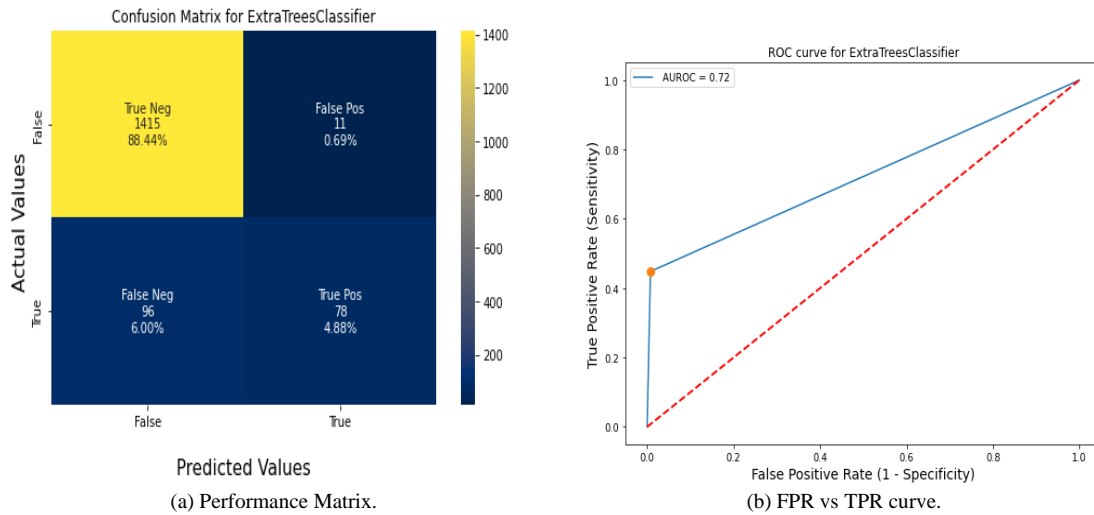 Confusion Matrix for ExtraTreesClassifier
True Neg
1415
88.44%
False Pos
11
0.69%
False Neg
96
6.00%
True Pos
78
4.88%
False
True
Actual Values
False
True
Predicted Values
1400
1200
1000
800
600
400
200
(a) Performance Matrix.
ROC curve for ExtraTreesClassifier
AUROC = 0.72
1.0
0.8
0.6
0.4
0.2
0.0
True Positive Rate (Sensitivity)
0.0
0.2
0.4
0.6
0.8
1.0
False Positive Rate (1 - Specificity)
(b) FPR vs TPR curve.